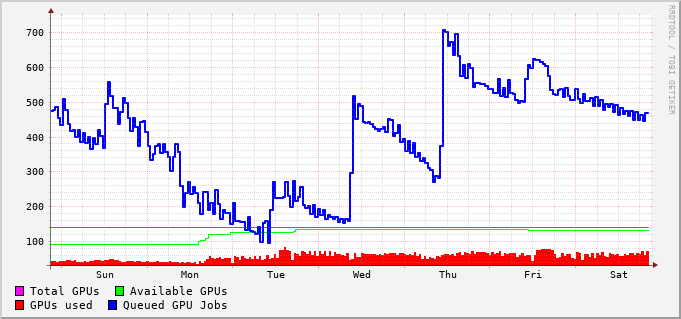 700
600
500
400
300
200
100
Sun Mon Tue Wed Thu Fri Sat
Total GPUs Available GPUs
GPUs used Queued GPU Jobs
RRDTOOL / TOBI OETIKER